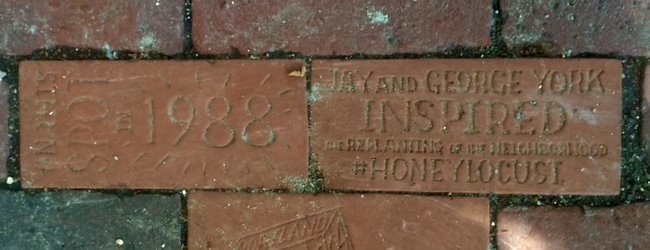 ON THIS
SPOT
IN
1988
JAY AND GEORGE YORK
INSPIRED
THE REPLANTING OF THE NEIGHBORHOOD
#HONEYLOCUST